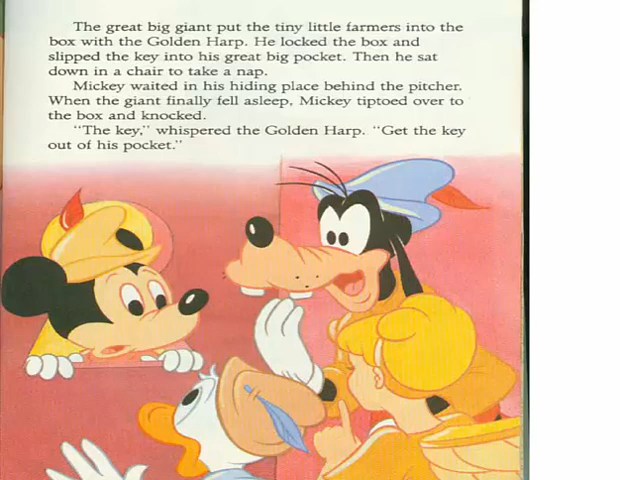 The great big giant put the tiny little farmers into the
box with the Golden Harp. He locked the box and
slipped the key into his great big pocket. Then he sat
down in a chair to take a nap.
Mickey waited in his hiding place behind the pitcher.
When the giant finally fell asleep, Mickey tiptoed over to
the box and knocked.
"The key," whispered the Golden Harp. "Get the key
out of his pocket."